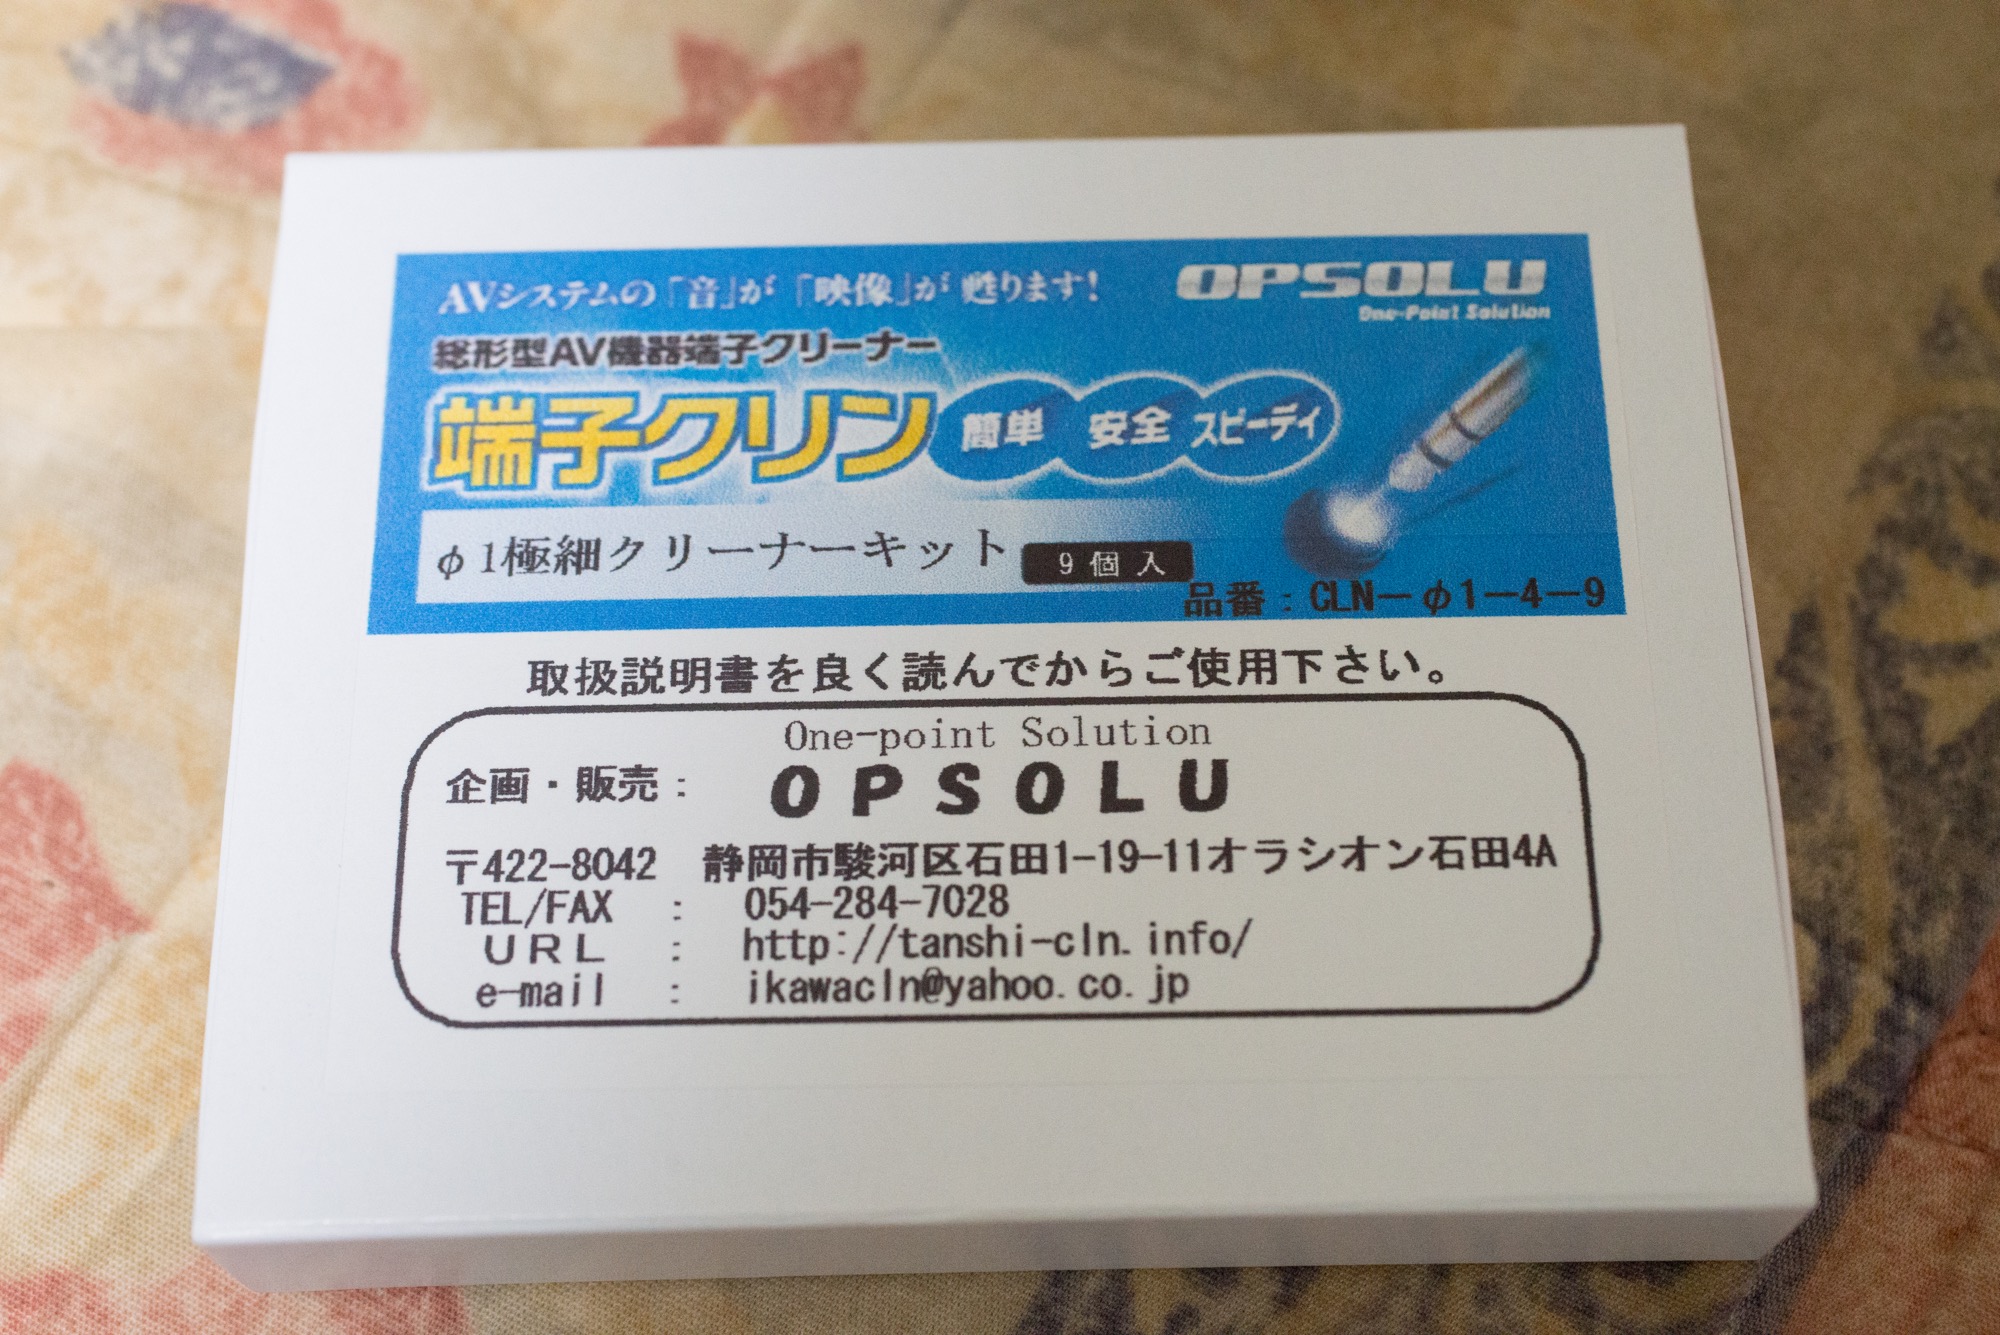 AVシステムの「音」が「映像」が 甦ります!
OPSOLU
One-Point Solution
総形型AV機器端子クリーナー
端子クリン
簡単 安全 スピーディ
φ1極細クリーナーキット
9個入
品番:CLN-φ1-4-9
取扱説明書を良く読んでからご使用下さい。
One-point Solution
企画・販売: OPSOLU
〒422-8042 静岡市駿河区石田1-19-11オラシオン石田4A
TEL/FAX : 054-284-7028
URL : http://tanshi-cln.info/
e-mail : ikawacln@yahoo.co.jp